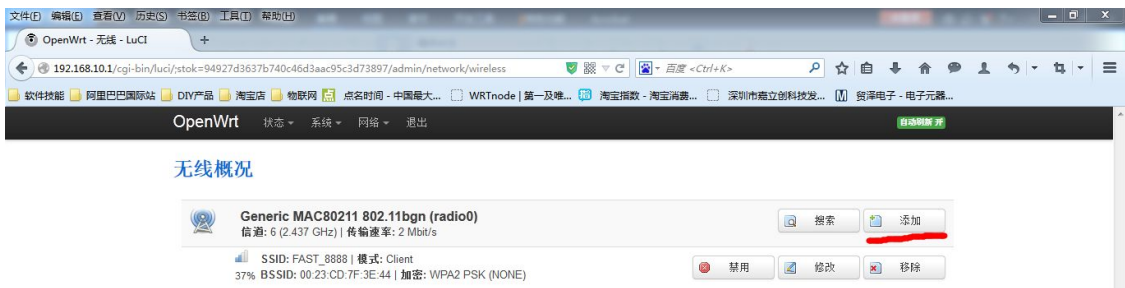 文件(F) 编辑(E) 查看(V) 历史(S) 书签(B) 工具(T) 帮助(H)
OpenWrt - 无线 - LuCI
192.168.10.1/cgi-bin/luci/;stok=94927d3637b740c46d3aac95c3d73897/admin/network/wireless 百度 <Ctrl+K>
软件技能 阿里巴巴国际站 DIY产品 淘宝店 物联网 点名时间 - 中国最大... WRTnode | 第一及唯... 淘宝指数 - 淘宝消费... 深圳市嘉立创科技发... 贸泽电子 - 电子元器...
OpenWrt 状态 系统 网络 退出 自动刷新 开
无线概况
Generic MAC80211 802.11bgn (radio0)
信道: 6 (2.437 GHz) | 传输速率: 2 Mbit/s
搜索 添加
SSID: FAST_8888 | 模式: Client
37% BSSID: 00:23:CD:7F:3E:44 | 加密: WPA2 PSK (NONE)
禁用 修改 移除